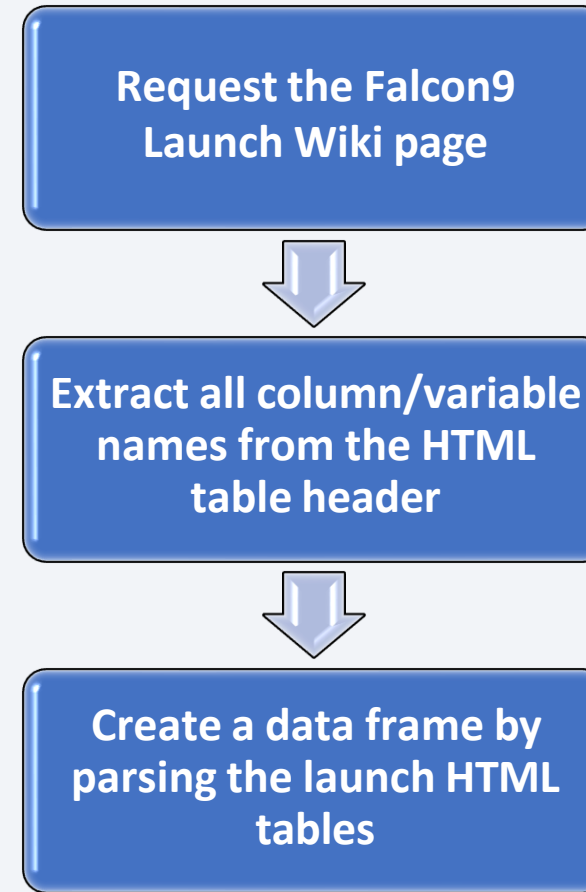 Request the Falcon9
Launch Wiki page
Extract all column/variable
names from the HTML
table header
Create a data frame by
parsing the launch HTML
tables